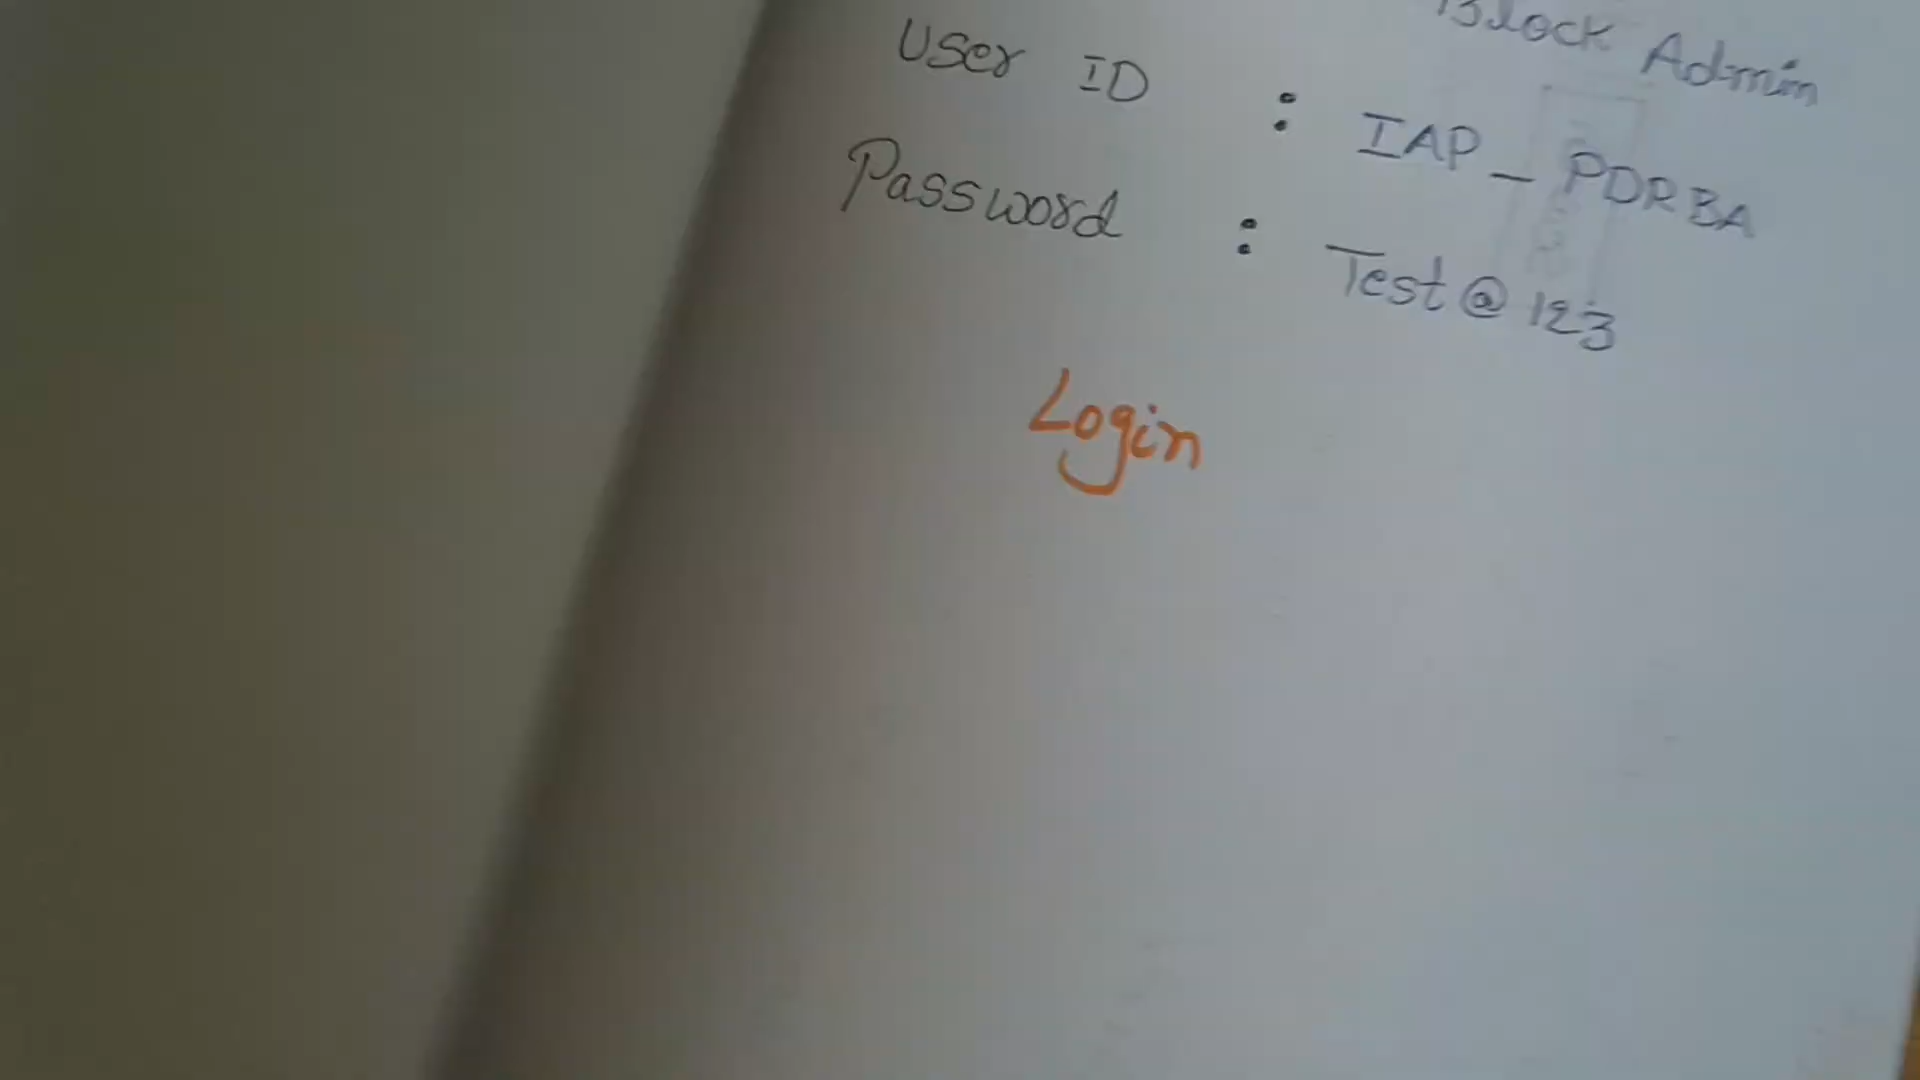 Block Admin
User ID : IAP_PDRBA
Password : Test@123
Login